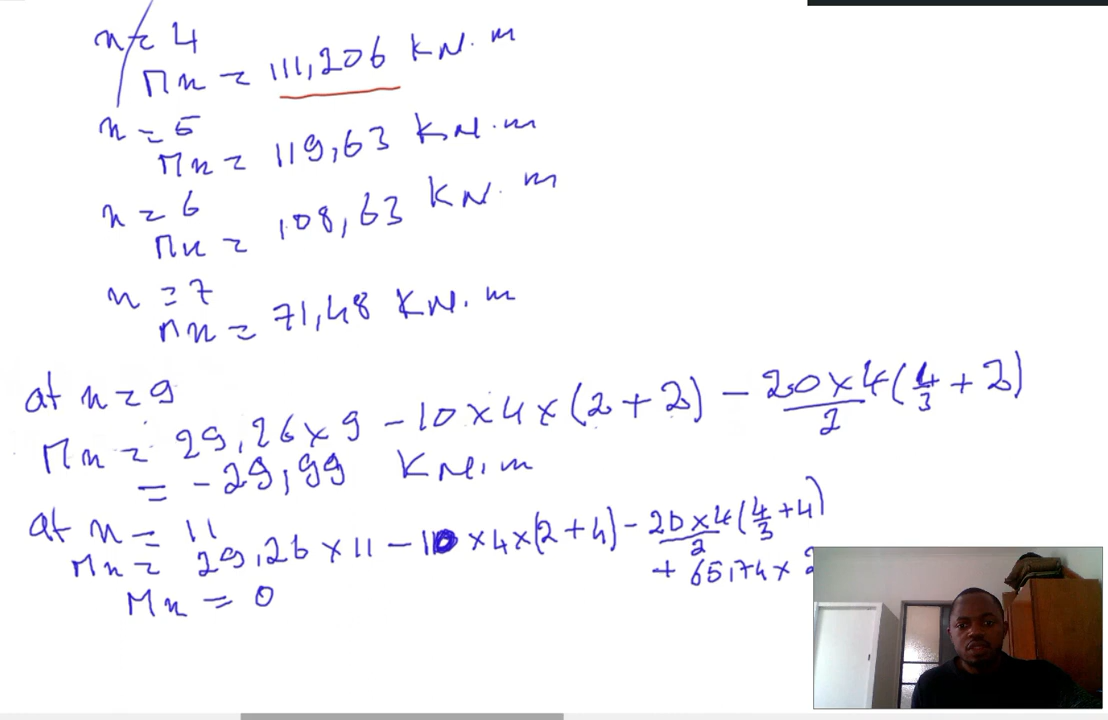 x = 4
Mx = 111,206 KN.m
x = 5
Mx = 119,63 KN.m
x = 6
Mx = 108,63 KN.m
x = 7
Mx = 71,48 KN.m
at x = 9
Mx = 29,26 x 9 - 10 x 4 x (2 + 2) - 20 x 4 / 2 (4/3 + 2)
= -29,99 KN.m
at x = 11
Mx = 29,26 x 11 - 10 x 4 x (2 + 4) - 20 x 4 / 2 (4/3 + 4)
+ 65,74 x
Mx = 0